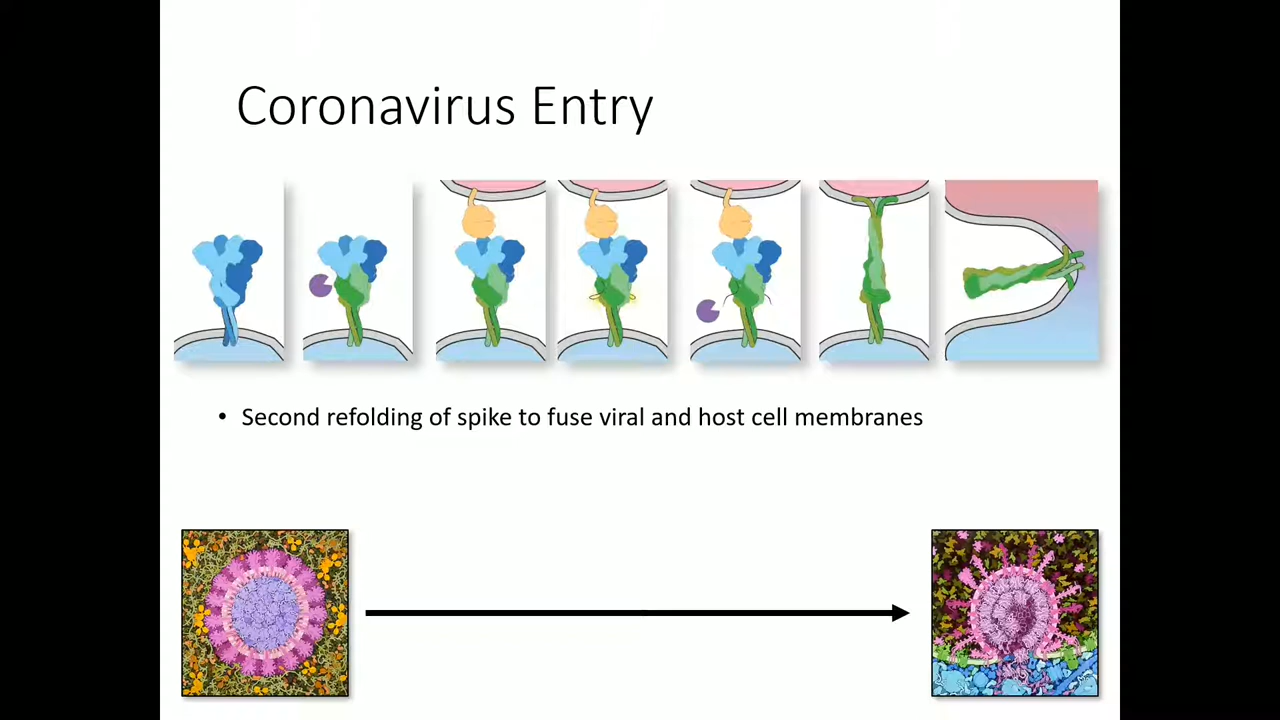 Coronavirus Entry
• Second refolding of spike to fuse viral and host cell membranes